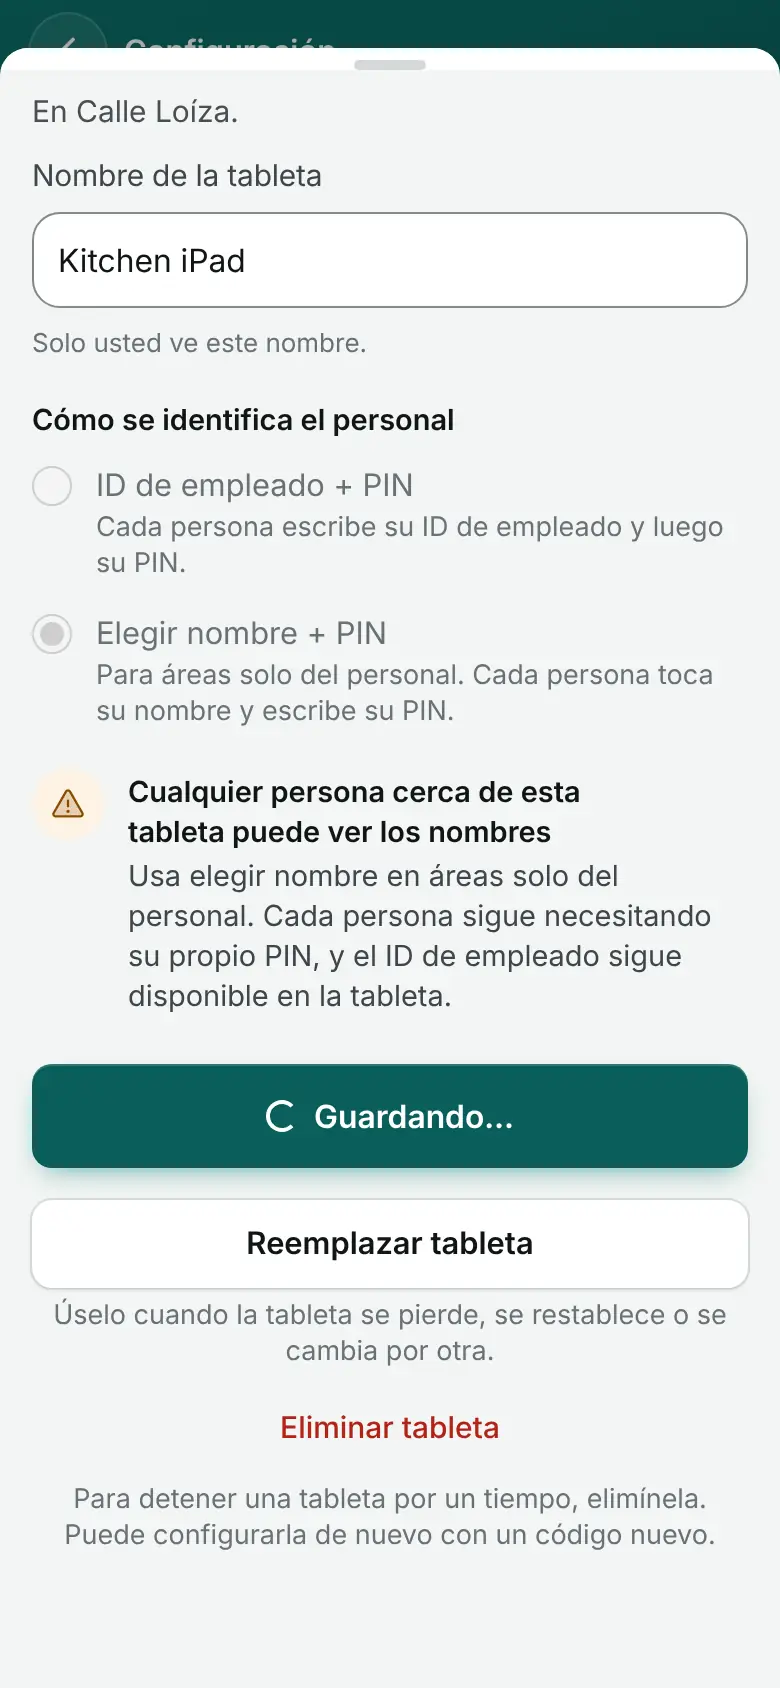 Configuración
En Calle Loíza.
Nombre de la tableta
Kitchen iPad
Solo usted ve este nombre.
Cómo se identifica el personal
ID de empleado + PIN
Cada persona escribe su ID de empleado y luego
su PIN.
Elegir nombre + PIN
Para áreas solo del personal. Cada persona toca
su nombre y escribe su PIN.
Cualquier persona cerca de esta
tableta puede ver los nombres
Usa elegir nombre en áreas solo del
personal. Cada persona sigue necesitando
su propio PIN, y el ID de empleado sigue
disponible en la tableta.
Guardando...
Reemplazar tableta
Úselo cuando la tableta se pierde, se restablece o se
cambia por otra.
Eliminar tableta
Para detener una tableta por un tiempo, elimínela.
Puede configurarla de nuevo con un código nuevo.